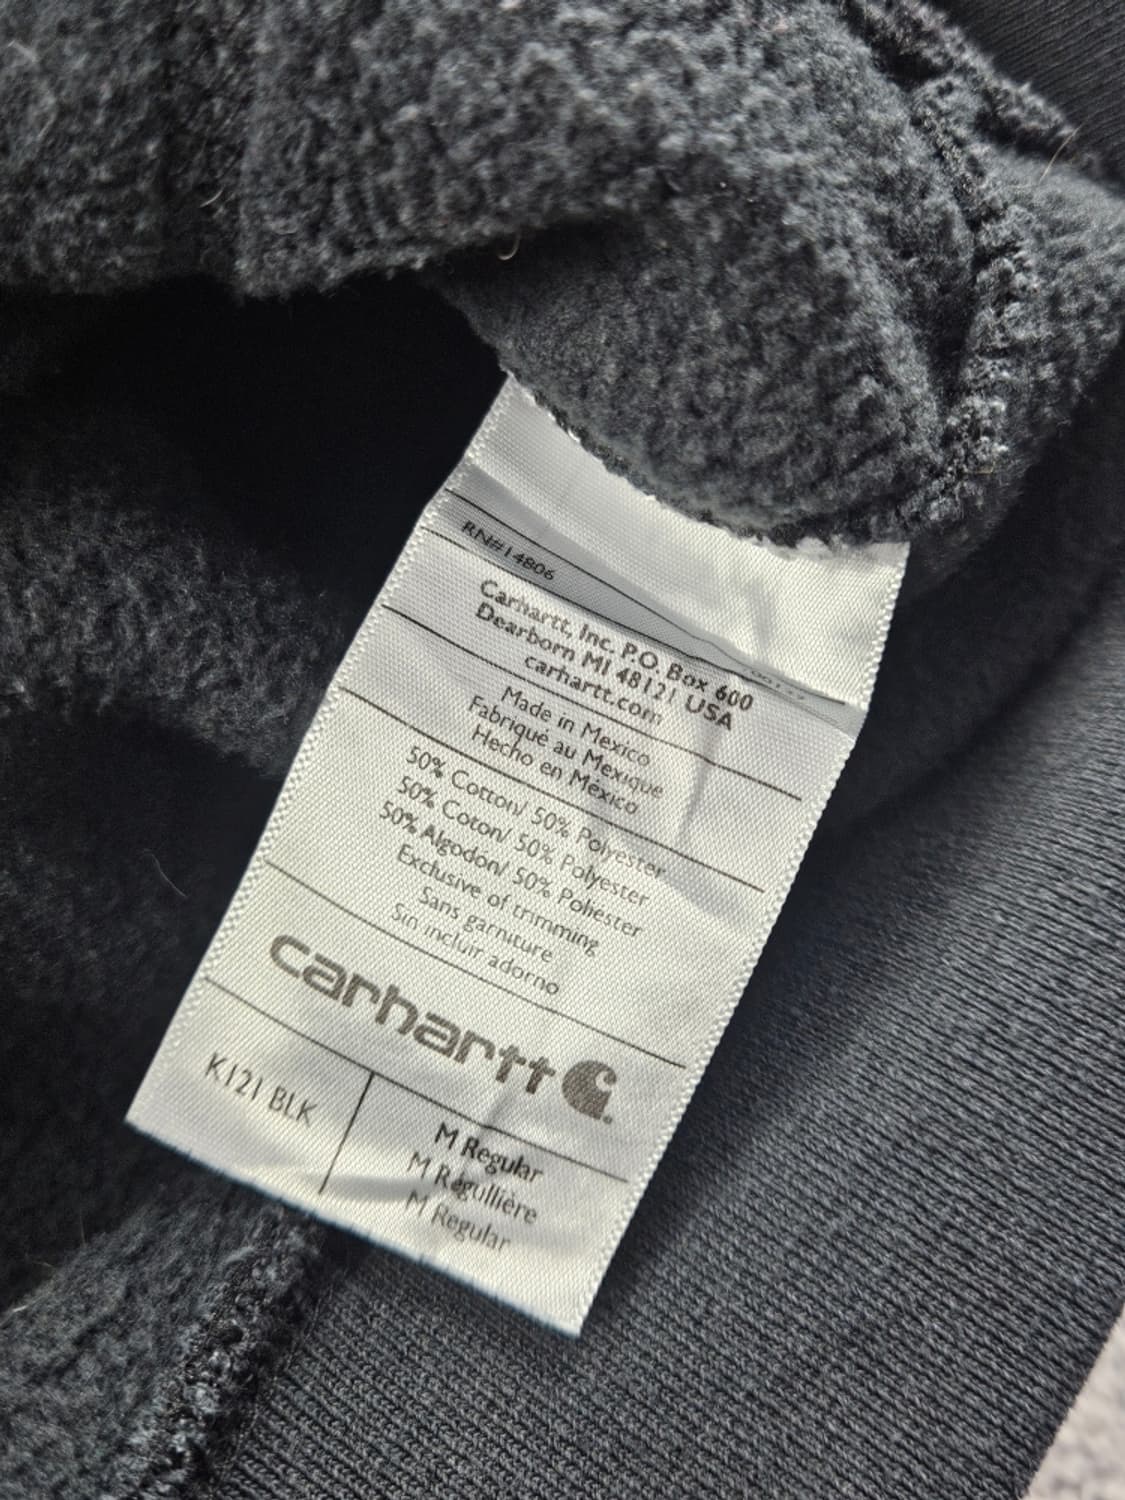 RN#14806
Carhartt, Inc. P.O. Box 600
Dearborn MI 48121 USA
carhartt.com
Made in Mexico
Fabriqué au Mexique
Hecho en México
50% Cotton/ 50% Polyester
50% Coton/ 50% Polyester
50% Algodón/ 50% Poliester
Exclusive of trimming
Sans garniture
Sin incluir adorno
carhartt
K121 BLK
M Regular
M Régullière
M Regular